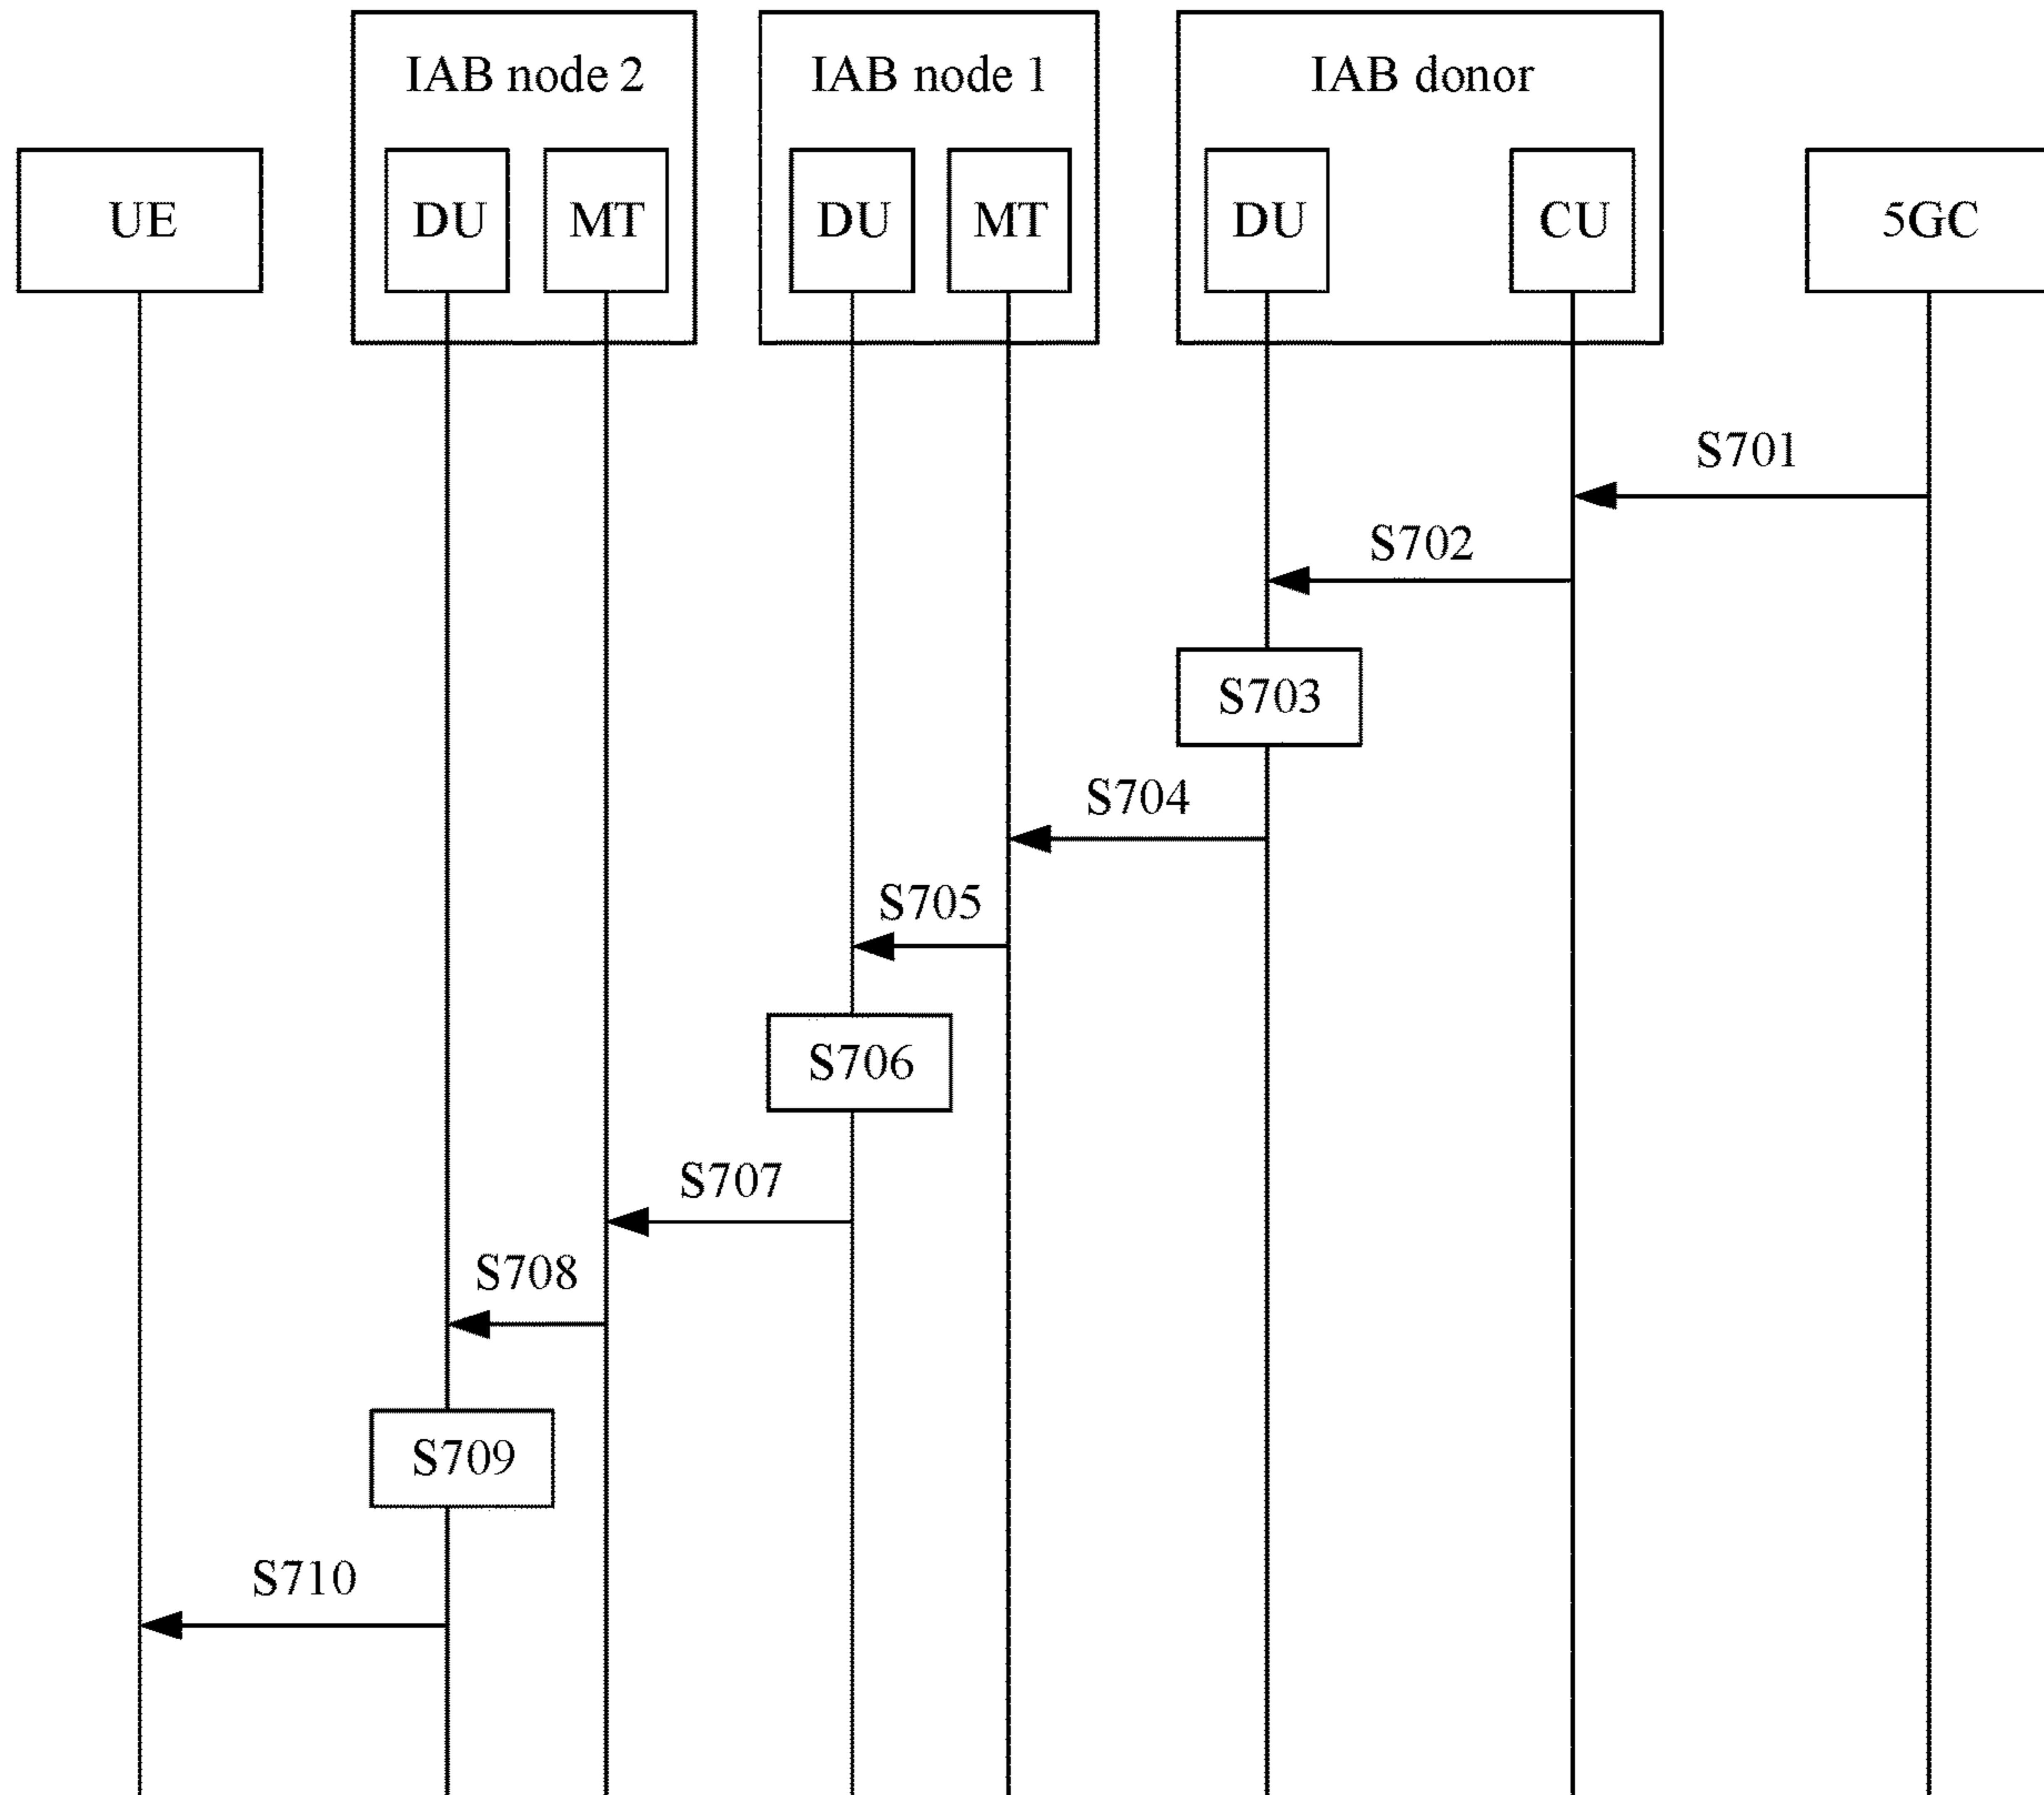 IAB node 2
IAB node 1
IAB donor
UE
DU
MT
DU
MT
DU
CU
5GC
S701
S702
S703
S704
S705
S706
S707
S708
S709
S710